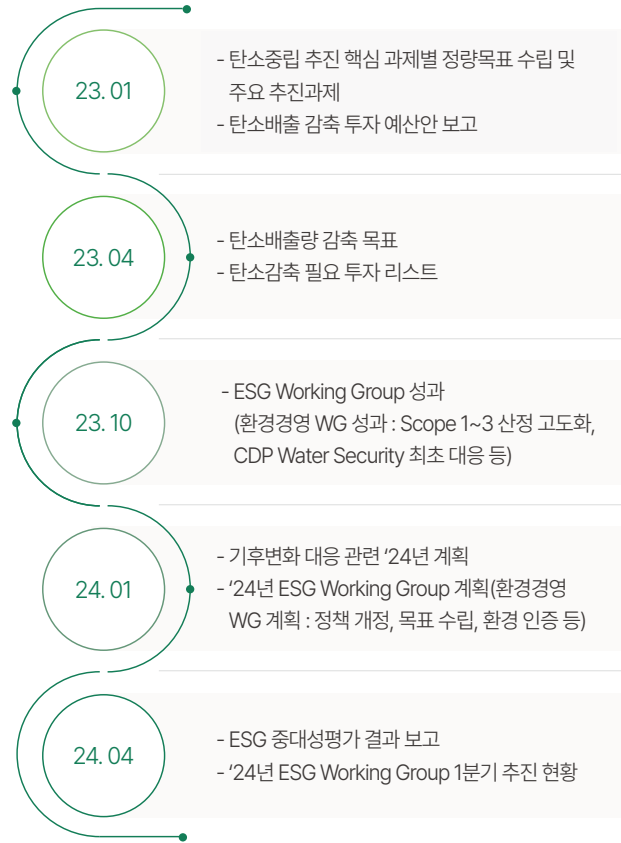 23. 01
- 탄소중립 추진 핵심 과제별 정량목표 수립 및
주요 추진과제
- 탄소배출 감축 투자 예산안 보고
23. 04
- 탄소배출량 감축 목표
- 탄소감축 필요 투자 리스트
23. 10
- ESG Working Group 성과
(환경경영 WG 성과 : Scope 1~3 산정 고도화,
CDP Water Security 최초 대응 등)
24. 01
- 기후변화 대응 관련 ‘24년 계획
- ‘24년 ESG Working Group 계획(환경경영
WG 계획 : 정책 개정, 목표 수립, 환경 인증 등)
24. 04
- ESG 중대성평가 결과 보고
- ‘24년 ESG Working Group 1분기 추진 현황